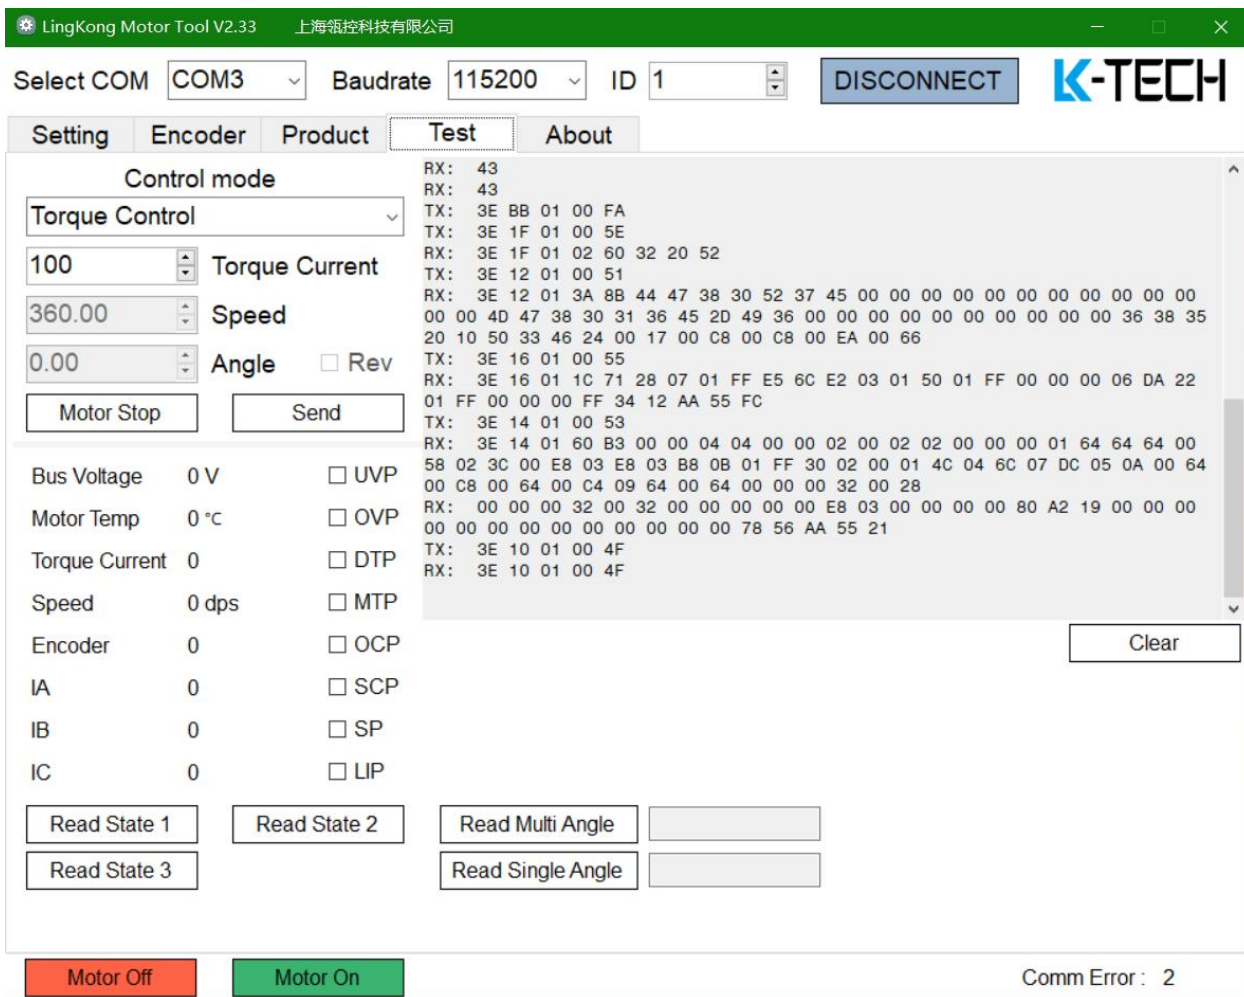 LingKong Motor Tool V2.33 上海瓴控科技有限公司
Select COM COM3 Baudrate 115200 ID 1 DISCONNECT K-TECH
Setting Encoder Product Test About
Control mode
Torque Control
100 Torque Current
360.00 Speed
0.00 Angle Rev
Motor Stop Send
Bus Voltage 0 V UVP
Motor Temp 0 °C OVP
Torque Current 0 DTP
Speed 0 dps MTP
Encoder 0 OCP
IA 0 SCP
IB 0 SP
IC 0 LIP
RX: 43
RX: 43
TX: 3E BB 01 00 FA
TX: 3E 1F 01 00 5E
RX: 3E 1F 01 02 60 32 20 52
TX: 3E 12 01 00 51
RX: 3E 12 01 3A 8B 44 47 38 30 52 37 45 00 00 00 00 00 00 00 00 00 00 00
00 00 4D 47 38 30 31 36 45 2D 49 36 00 00 00 00 00 00 00 00 00 00 36 38 35
20 10 50 33 46 24 00 17 00 C8 00 C8 00 EA 00 66
TX: 3E 16 01 00 55
RX: 3E 16 01 1C 71 28 07 01 FF E5 6C E2 03 01 50 01 FF 00 00 00 06 DA 22
01 FF 00 00 00 FF 34 12 AA 55 FC
TX: 3E 14 01 00 53
RX: 3E 14 01 60 B3 00 00 04 04 00 00 02 00 02 02 00 00 00 01 64 64 64 00
58 02 3C 00 E8 03 E8 03 B8 0B 01 FF 30 02 00 01 4C 04 6C 07 DC 05 0A 00 64
00 C8 00 64 00 C4 09 64 00 64 00 00 00 32 00 28
RX: 00 00 00 32 00 32 00 00 00 00 00 E8 03 00 00 00 00 80 A2 19 00 00 00
00 00 00 00 00 00 00 00 00 00 78 56 AA 55 21
TX: 3E 10 01 00 4F
RX: 3E 10 01 00 4F
Clear
Read State 1 Read State 2 Read Multi Angle
Read State 3 Read Single Angle
Motor Off Motor On Comm Error : 2